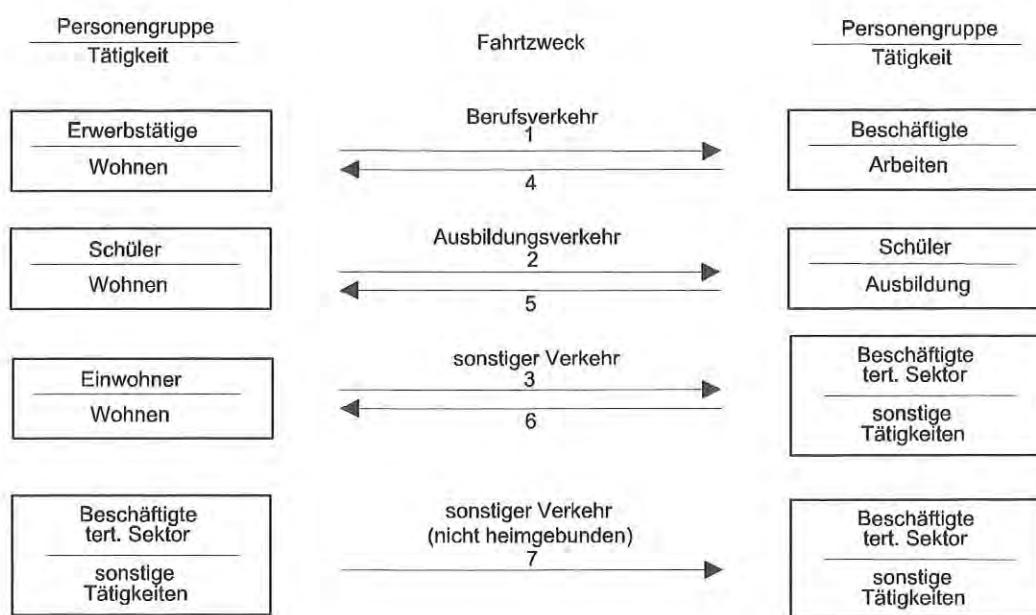 Personengruppe
Tätigkeit
Fahrtzweck
Personengruppe
Tätigkeit
Erwerbstätige
Wohnen
Berufsverkehr
1
4
Beschäftigte
Arbeiten
Schüler
Wohnen
Ausbildungsverkehr
2
5
Schüler
Ausbildung
Einwohner
Wohnen
sonstiger Verkehr
3
6
Beschäftigte
tert. Sektor
sonstige
Tätigkeiten
Beschäftigte
tert. Sektor
sonstige
Tätigkeiten
sonstiger Verkehr
(nicht heimgebunden)
7
Beschäftigte
tert. Sektor
sonstige
Tätigkeiten